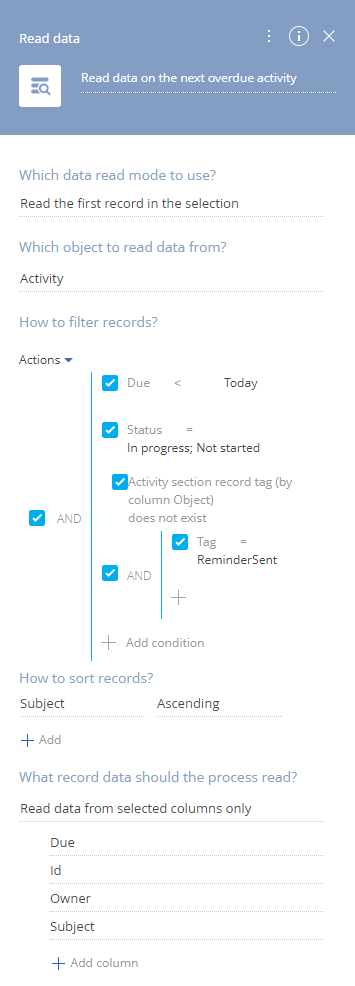 Read data
Read data on the next overdue activity
Which data read mode to use?
Read the first record in the selection
Which object to read data from?
Activity
How to filter records?
Actions
Due < Today
Status =
In progress; Not started
Activity section record tag (by
column Object)
does not exist
AND
Tag =
ReminderSent
AND
Add condition
How to sort records?
Subject Ascending
Add
What record data should the process read?
Read data from selected columns only
Due
Id
Owner
Subject
Add column